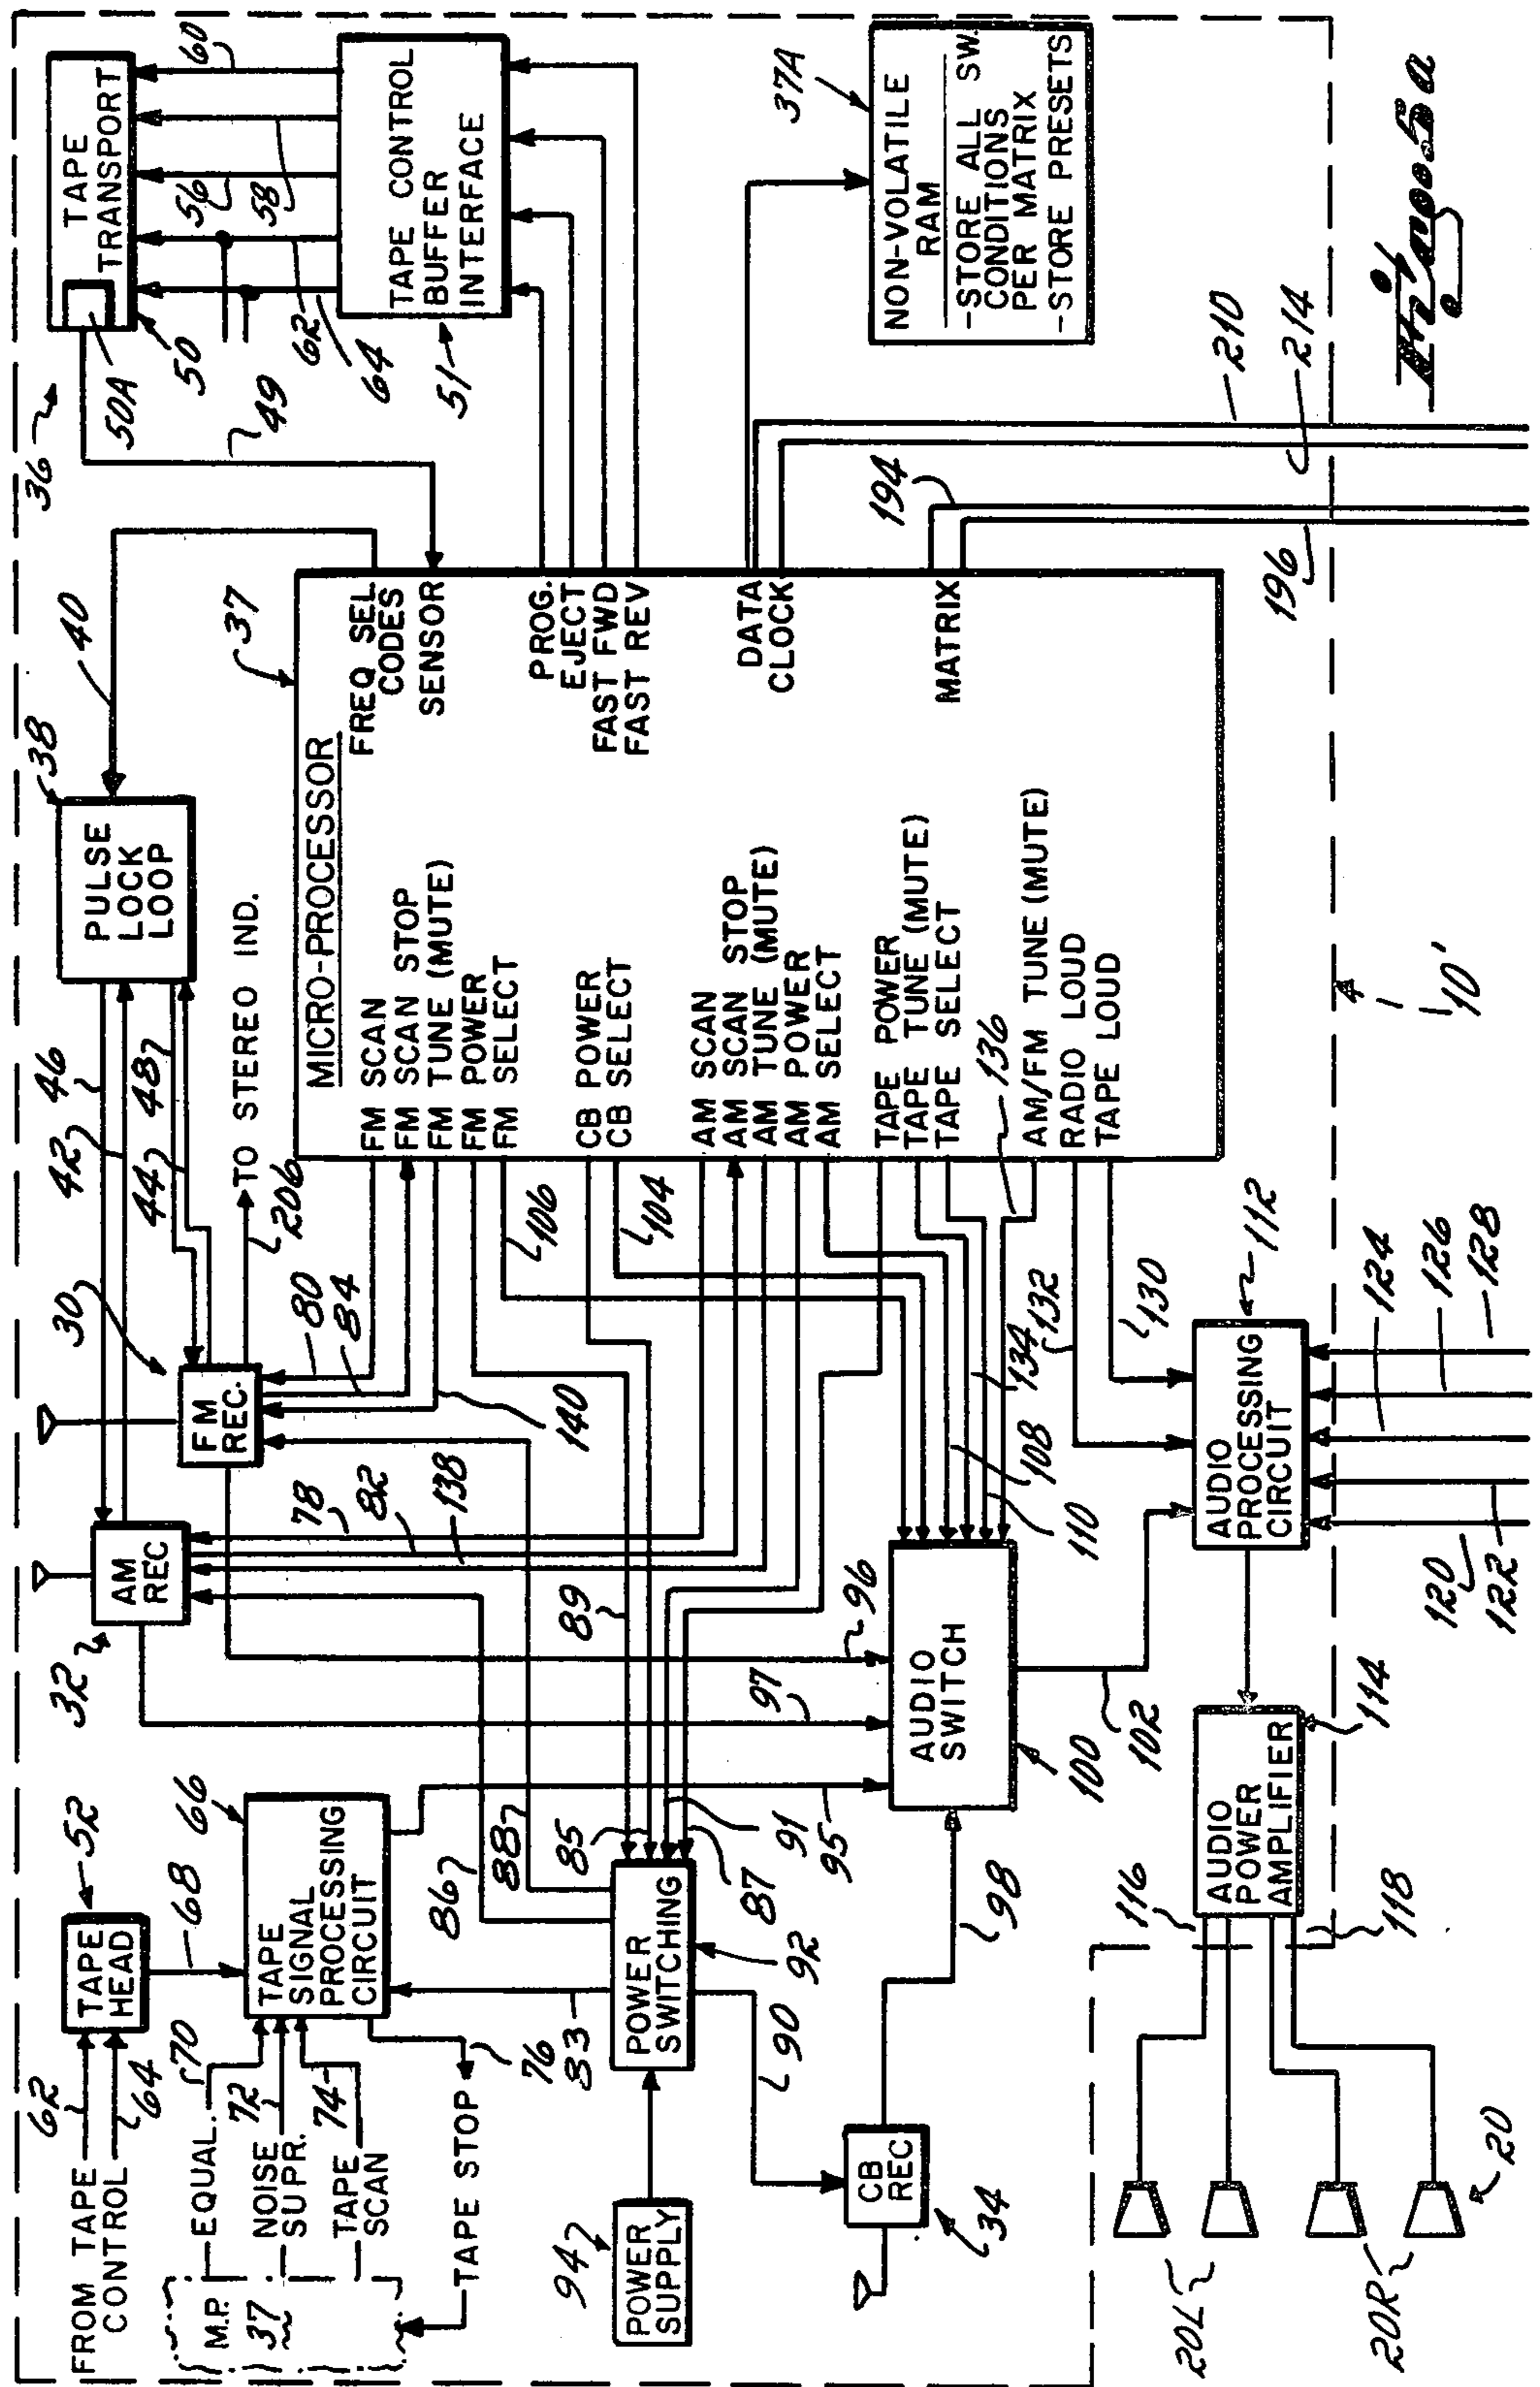 FROM TAPE
CONTROL
62
64
TAPE
HEAD
52
68
M.P.
37
EQUAL.
70
NOISE
SUPR.
72
TAPE
SCAN
74
TAPE STOP
76
TAPE
SIGNAL
PROCESSING
CIRCUIT
66
83
94
POWER
SUPPLY
POWER
SWITCHING
92
90
86
88
85
89
91
87
95
CB
REC
34
98
32
AM
REC
97
78
82
138
FM
REC.
30
80
84
140
96
42
46
44
48
206
TO STEREO IND.
PULSE
LOCK
LOOP
38
40
AUDIO
SWITCH
100
102
106
104
108
110
134
132
130
136
MICRO-PROCESSOR
37
FM SCAN
FM SCAN STOP
FM TUNE (MUTE)
FM POWER
FM SELECT
CB POWER
CB SELECT
AM SCAN
AM SCAN STOP
AM TUNE (MUTE)
AM POWER
AM SELECT
TAPE POWER
TAPE TUNE (MUTE)
TAPE SELECT
AM/FM TUNE (MUTE)
RADIO LOUD
TAPE LOUD
FREQ SEL
CODES
SENSOR
PROG.
EJECT
FAST FWD
FAST REV
DATA
CLOCK
MATRIX
36
TAPE
TRANSPORT
50A
50
49
62
64
56
58
60
TAPE CONTROL
BUFFER
INTERFACE
51
37A
NON-VOLATILE
RAM
-STORE ALL SW.
CONDITIONS
PER MATRIX
-STORE PRESETS
194
196
210
214
AUDIO
PROCESSING
CIRCUIT
112
120
122
124
126
128
AUDIO
POWER
AMPLIFIER
114
116
118
20L
20R
20
10'
Fig. 5a